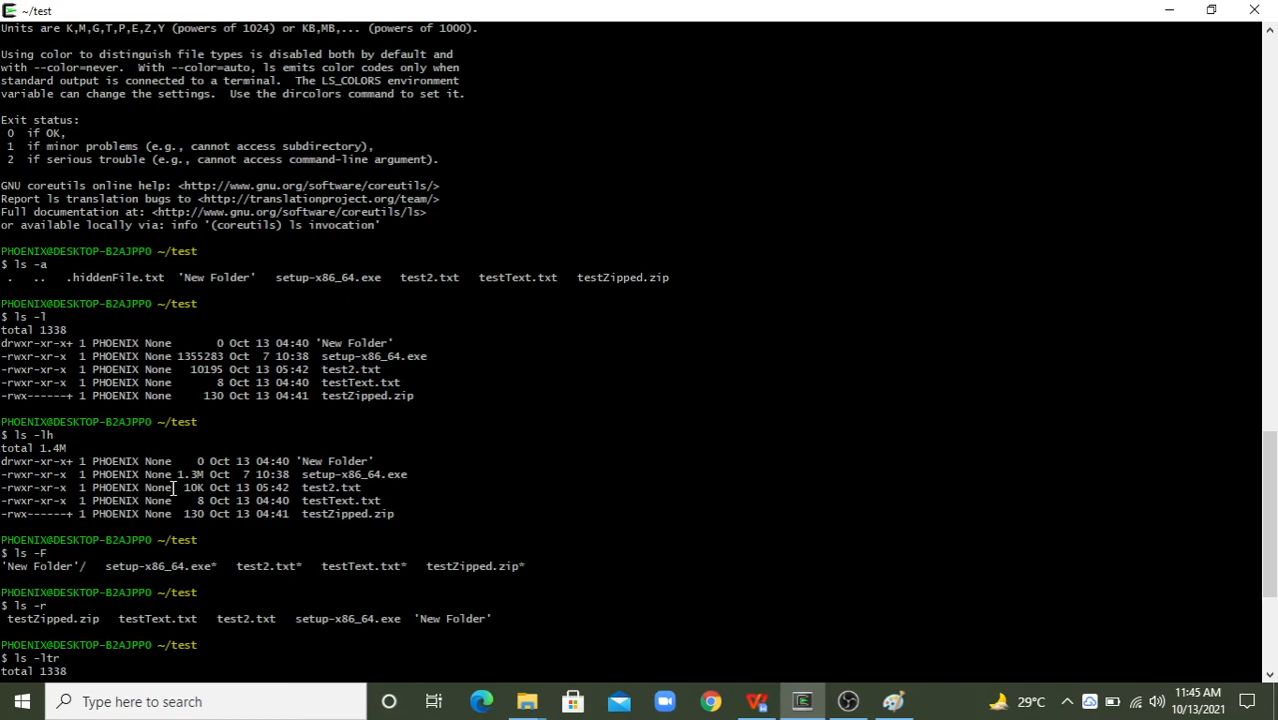 ~/test
Units are K,M,G,T,P,E,Z,Y (powers of 1024) or KB,MB,... (powers of 1000).
Using color to distinguish file types is disabled both by default and
with --color=never.  With --color=auto, ls emits color codes only when
standard output is connected to a terminal.  The LS_COLORS environment
variable can change the settings.  Use the dircolors command to set it.
Exit status:
 0  if OK,
 1  if minor problems (e.g., cannot access subdirectory),
 2  if serious trouble (e.g., cannot access command-line argument).
GNU coreutils online help: <http://www.gnu.org/software/coreutils/>
Report ls translation bugs to <http://translationproject.org/team/>
Full documentation at: <http://www.gnu.org/software/coreutils/ls>
or available locally via: info '(coreutils) ls invocation'
PHOENIX@DESKTOP-B2AJPPO ~/test
$ ls -a
 .   ..   .hiddenFile.txt  'New Folder'   setup-x86_64.exe   test2.txt   testText.txt   testZipped.zip
PHOENIX@DESKTOP-B2AJPPO ~/test
$ ls -l
total 1338
drwxr-xr-x+ 1 PHOENIX None       0 Oct 13 04:40 'New Folder'
-rwxr-xr-x  1 PHOENIX None 1355283 Oct  7 10:38  setup-x86_64.exe
-rwxr-xr-x  1 PHOENIX None   10195 Oct 13 05:42  test2.txt
-rwxr-xr-x  1 PHOENIX None       8 Oct 13 04:40  testText.txt
-rwx------+ 1 PHOENIX None     130 Oct 13 04:41  testZipped.zip
PHOENIX@DESKTOP-B2AJPPO ~/test
$ ls -lh
total 1.4M
drwxr-xr-x+ 1 PHOENIX None    0 Oct 13 04:40 'New Folder'
-rwxr-xr-x  1 PHOENIX None 1.3M Oct  7 10:38  setup-x86_64.exe
-rwxr-xr-x  1 PHOENIX None  10K Oct 13 05:42  test2.txt
-rwxr-xr-x  1 PHOENIX None    8 Oct 13 04:40  testText.txt
-rwx------+ 1 PHOENIX None  130 Oct 13 04:41  testZipped.zip
PHOENIX@DESKTOP-B2AJPPO ~/test
$ ls -F
'New Folder'/   setup-x86_64.exe*   test2.txt*   testText.txt*   testZipped.zip*
PHOENIX@DESKTOP-B2AJPPO ~/test
$ ls -r
 testZipped.zip   testText.txt   test2.txt   setup-x86_64.exe  'New Folder'
PHOENIX@DESKTOP-B2AJPPO ~/test
$ ls -ltr
total 1338
Type here to search
29°C
11:45 AM
10/13/2021